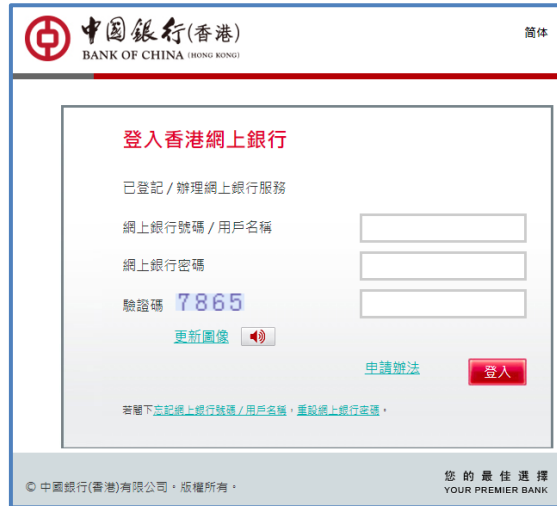 中國銀行(香港)
BANK OF CHINA (HONG KONG)
简体
登入香港網上銀行
已登記 / 辦理網上銀行服務
網上銀行號碼 / 用戶名稱
網上銀行密碼
驗證碼 7865
更新圖像
申請辦法 登入
若閣下忘記網上銀行號碼 / 用戶名稱,重設網上銀行密碼。
© 中國銀行(香港)有限公司。版權所有。
您的最佳選擇
YOUR PREMIER BANK